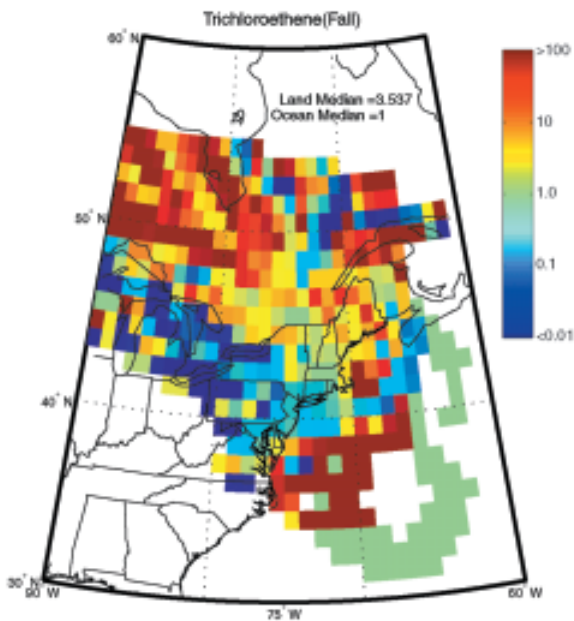 Trichloroethene(Fall)
60° N
>100
Land Median =3.537
Ocean Median =1
10
50° N
1.0
0.1
<0.01
40° N
30° N
90° W
60° W
75° W